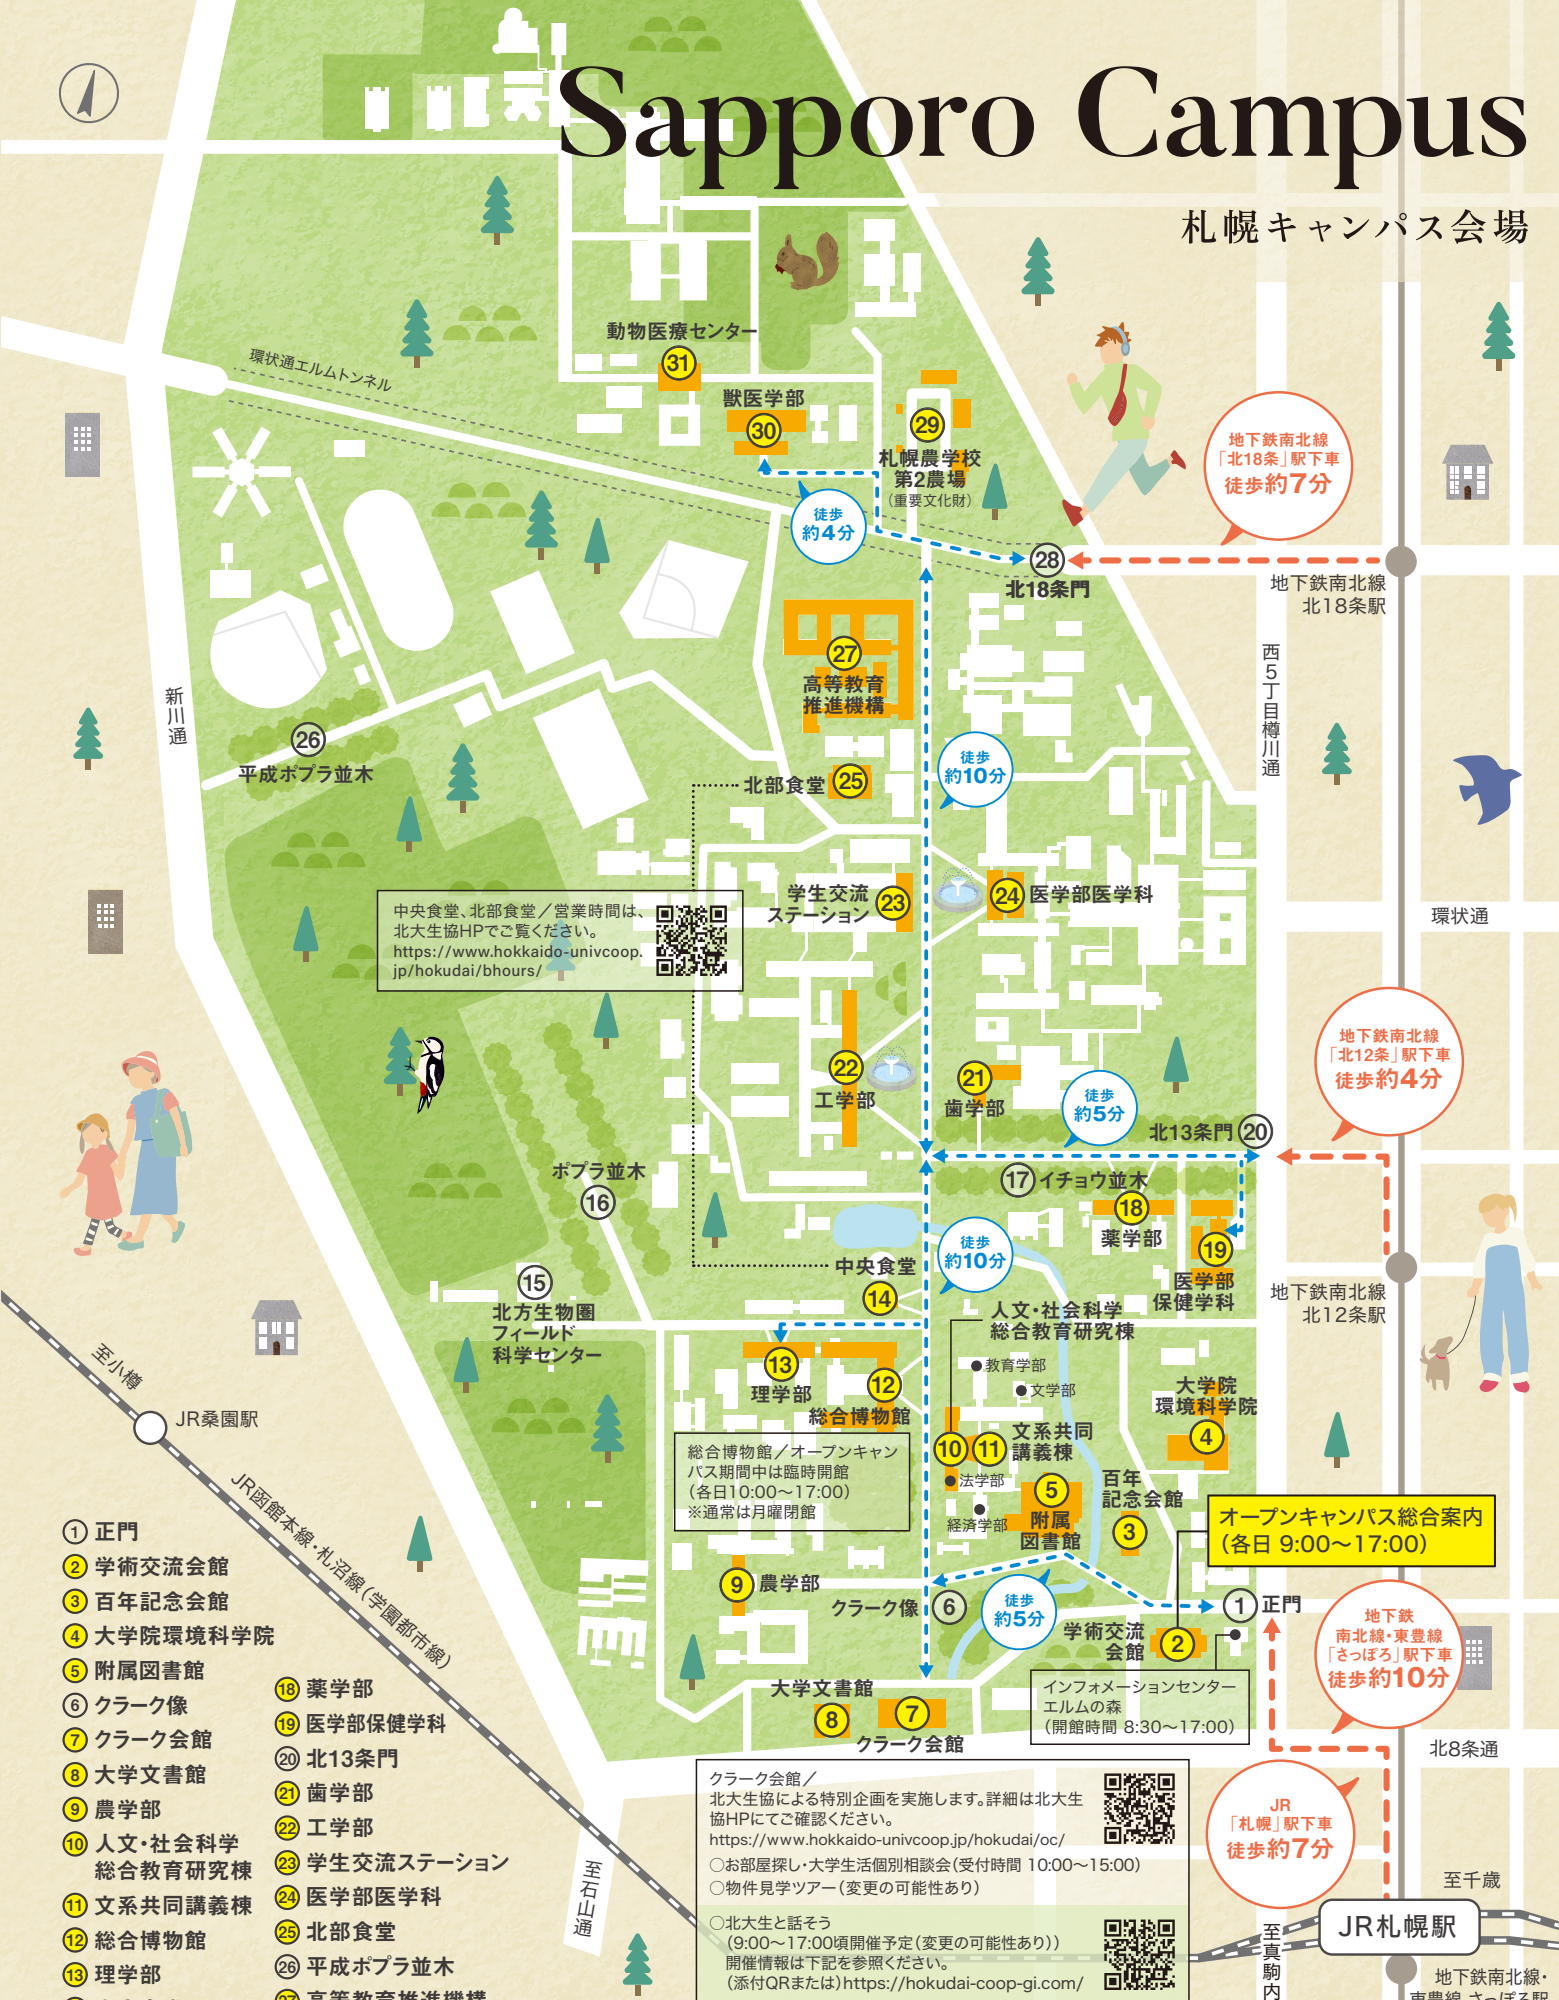 Sapporo Campus
札幌キャンパス会場
動物医療センター
31
環状通エルムトンネル
獣医学部
30
29
札幌農学校
第2農場
（重要文化財）
地下鉄南北線
「北18条」駅下車
徒歩約7分
徒歩
約4分
28
北18条門
地下鉄南北線
北18条駅
27
高等教育
推進機構
西5丁目樽川通
新川通
26
平成ポプラ並木
徒歩
約10分
北部食堂
25
学生交流
ステーション
23
24
医学部医学科
環状通
中央食堂、北部食堂／営業時間は、
北大生協HPでご覧ください。
https://www.hokkaido-univcoop.
jp/hokudai/bhours/
地下鉄南北線
「北12条」駅下車
徒歩約4分
22
工学部
21
歯学部
徒歩
約5分
北13条門
20
ポプラ並木
16
17
イチョウ並木
18
薬学部
19
医学部
保健学科
徒歩
約10分
中央食堂
14
地下鉄南北線
北12条駅
15
北方生物圏
フィールド
科学センター
人文・社会科学
総合教育研究棟
教育学部
文学部
13
理学部
12
総合博物館
大学院
環境科学院
4
至小樽
JR桑園駅
JR函館本線・札沼線（学園都市線）
10
11
文系共同
講義棟
法学部
経済学部
5
附属
図書館
百年
記念会館
3
総合博物館／オープンキャン
パス期間中は臨時開館
（各日10:00～17:00）
※通常は月曜閉館
オープンキャンパス総合案内
（各日 9:00～17:00）
9
農学部
クラーク像
6
徒歩
約5分
1
正門
学術交流
会館
2
地下鉄
南北線・東豊線
「さっぽろ」駅下車
徒歩約10分
インフォメーションセンター
エルムの森
（開館時間 8:30～17:00）
大学文書館
8
7
クラーク会館
北8条通
JR
「札幌」駅下車
徒歩約7分
クラーク会館／
北大生協による特別企画を実施します。詳細は北大生
協HPにてご確認ください。
https://www.hokkaido-univcoop.jp/hokudai/oc/
○お部屋探し・大学生活個別相談会（受付時間 10:00～15:00）
○物件見学ツアー（変更の可能性あり）
○北大生と話そう
（9:00～17:00頃開催予定（変更の可能性あり））
開催情報は下記を参照ください。
（添付QRまたは）https://hokudai-coop-gi.com/
至石山通
至千歳
JR札幌駅
至真駒内
地下鉄南北線・
1 正門
2 学術交流会館
3 百年記念会館
4 大学院環境科学院
5 附属図書館
6 クラーク像
7 クラーク会館
8 大学文書館
9 農学部
10 人文・社会科学
総合教育研究棟
11 文系共同講義棟
12 総合博物館
13 理学部
18 薬学部
19 医学部保健学科
20 北13条門
21 歯学部
22 工学部
23 学生交流ステーション
24 医学部医学科
25 北部食堂
26 平成ポプラ並木
27 高等教育推進機構